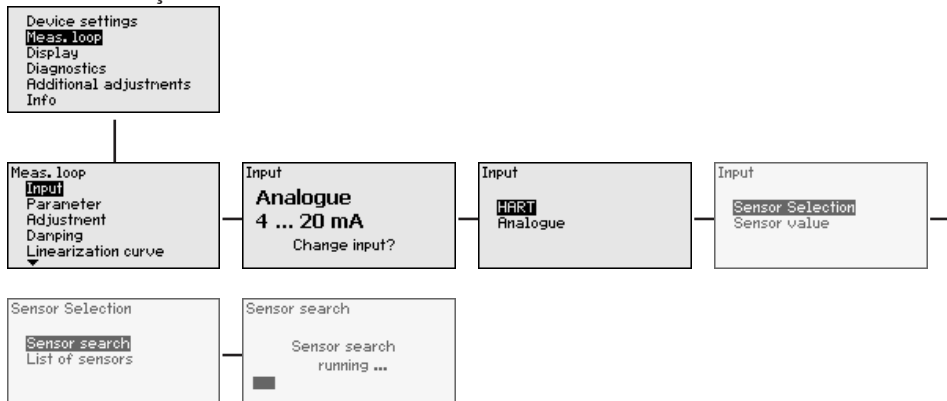 Device settings
Meas. loop
Display
Diagnostics
Additional adjustments
Info
Meas. loop
Input
Parameter
Adjustment
Damping
Linearization curve
Input
Analogue
4 ... 20 mA
Change input?
Input
HART
Analogue
Input
Sensor Selection
Sensor value
Sensor Selection
Sensor search
List of sensors
Sensor search
Sensor search
running ...